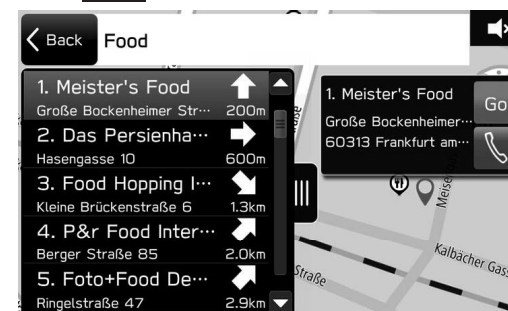 Back
Food
1. Meister's Food
Große Bockenheimer Str··· 200m
2. Das Persienha···
Hasengasse 10 600m
3. Food Hopping I···
Kleine Brückenstraße 6 1.3km
4. P&r Food Inter···
Berger Straße 85 2.0km
5. Foto+Food De···
Ringelstraße 47 2.9km
1. Meister's Food
Große Bockenheimer···
60313 Frankfurt am···
Go
Meisen
Kalbächer Gas
Straße